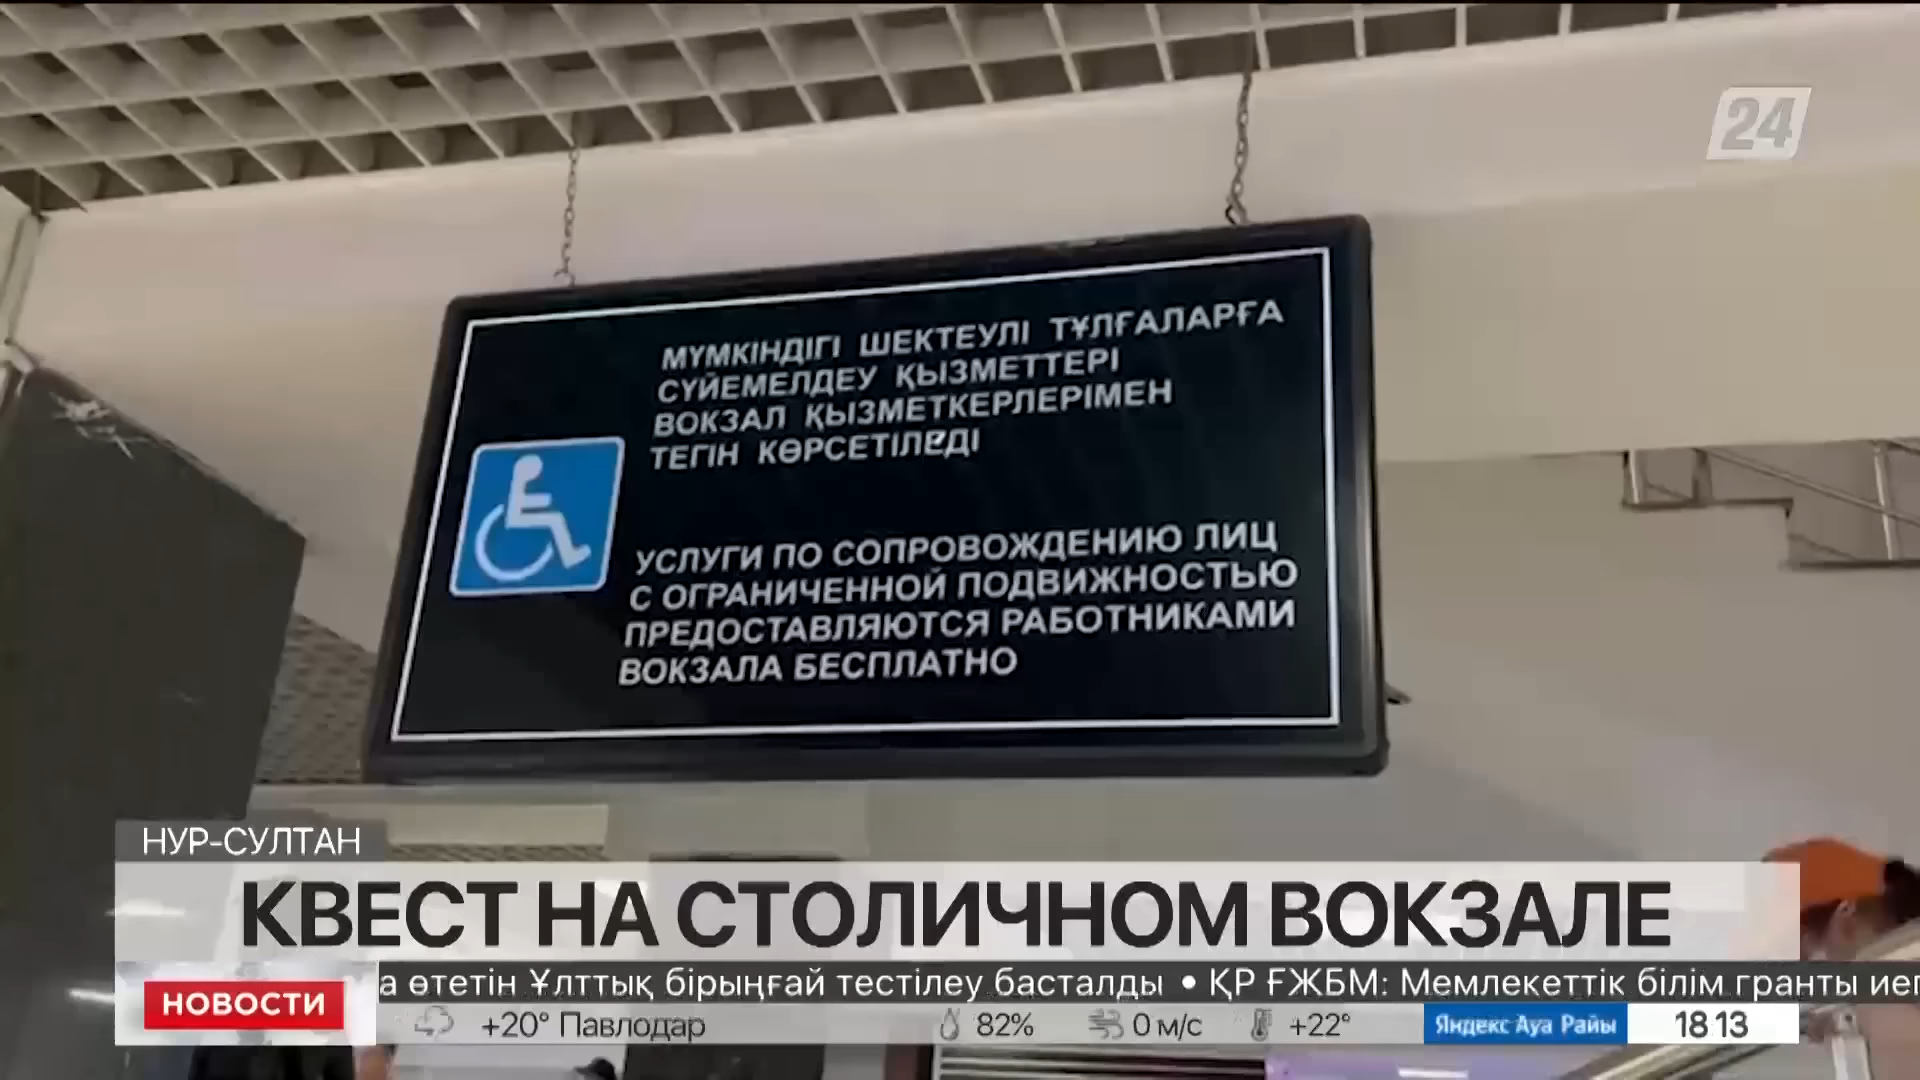 24
МҮМКІНДІГІ ШЕКТЕУЛІ ТҰЛҒАЛАРҒА
СҮЙЕМЕЛДЕУ ҚЫЗМЕТТЕРІ
ВОКЗАЛ ҚЫЗМЕТКЕРЛЕРІМЕН
ТЕГІН КӨРСЕТІЛЕДІ
УСЛУГИ ПО СОПРОВОЖДЕНИЮ ЛИЦ
С ОГРАНИЧЕННОЙ ПОДВИЖНОСТЬЮ
ПРЕДОСТАВЛЯЮТСЯ РАБОТНИКАМИ
ВОКЗАЛА БЕСПЛАТНО
НУР-СУЛТАН
КВЕСТ НА СТОЛИЧНОМ ВОКЗАЛЕ
НОВОСТИ
а өтетін Ұлттық бірыңғай тестілеу басталды • ҚР ҒЖБМ: Мемлекеттік білім гранты иег
+20° Павлодар 82% 0 м/с +22° Яндекс Ауа Райы 18 13